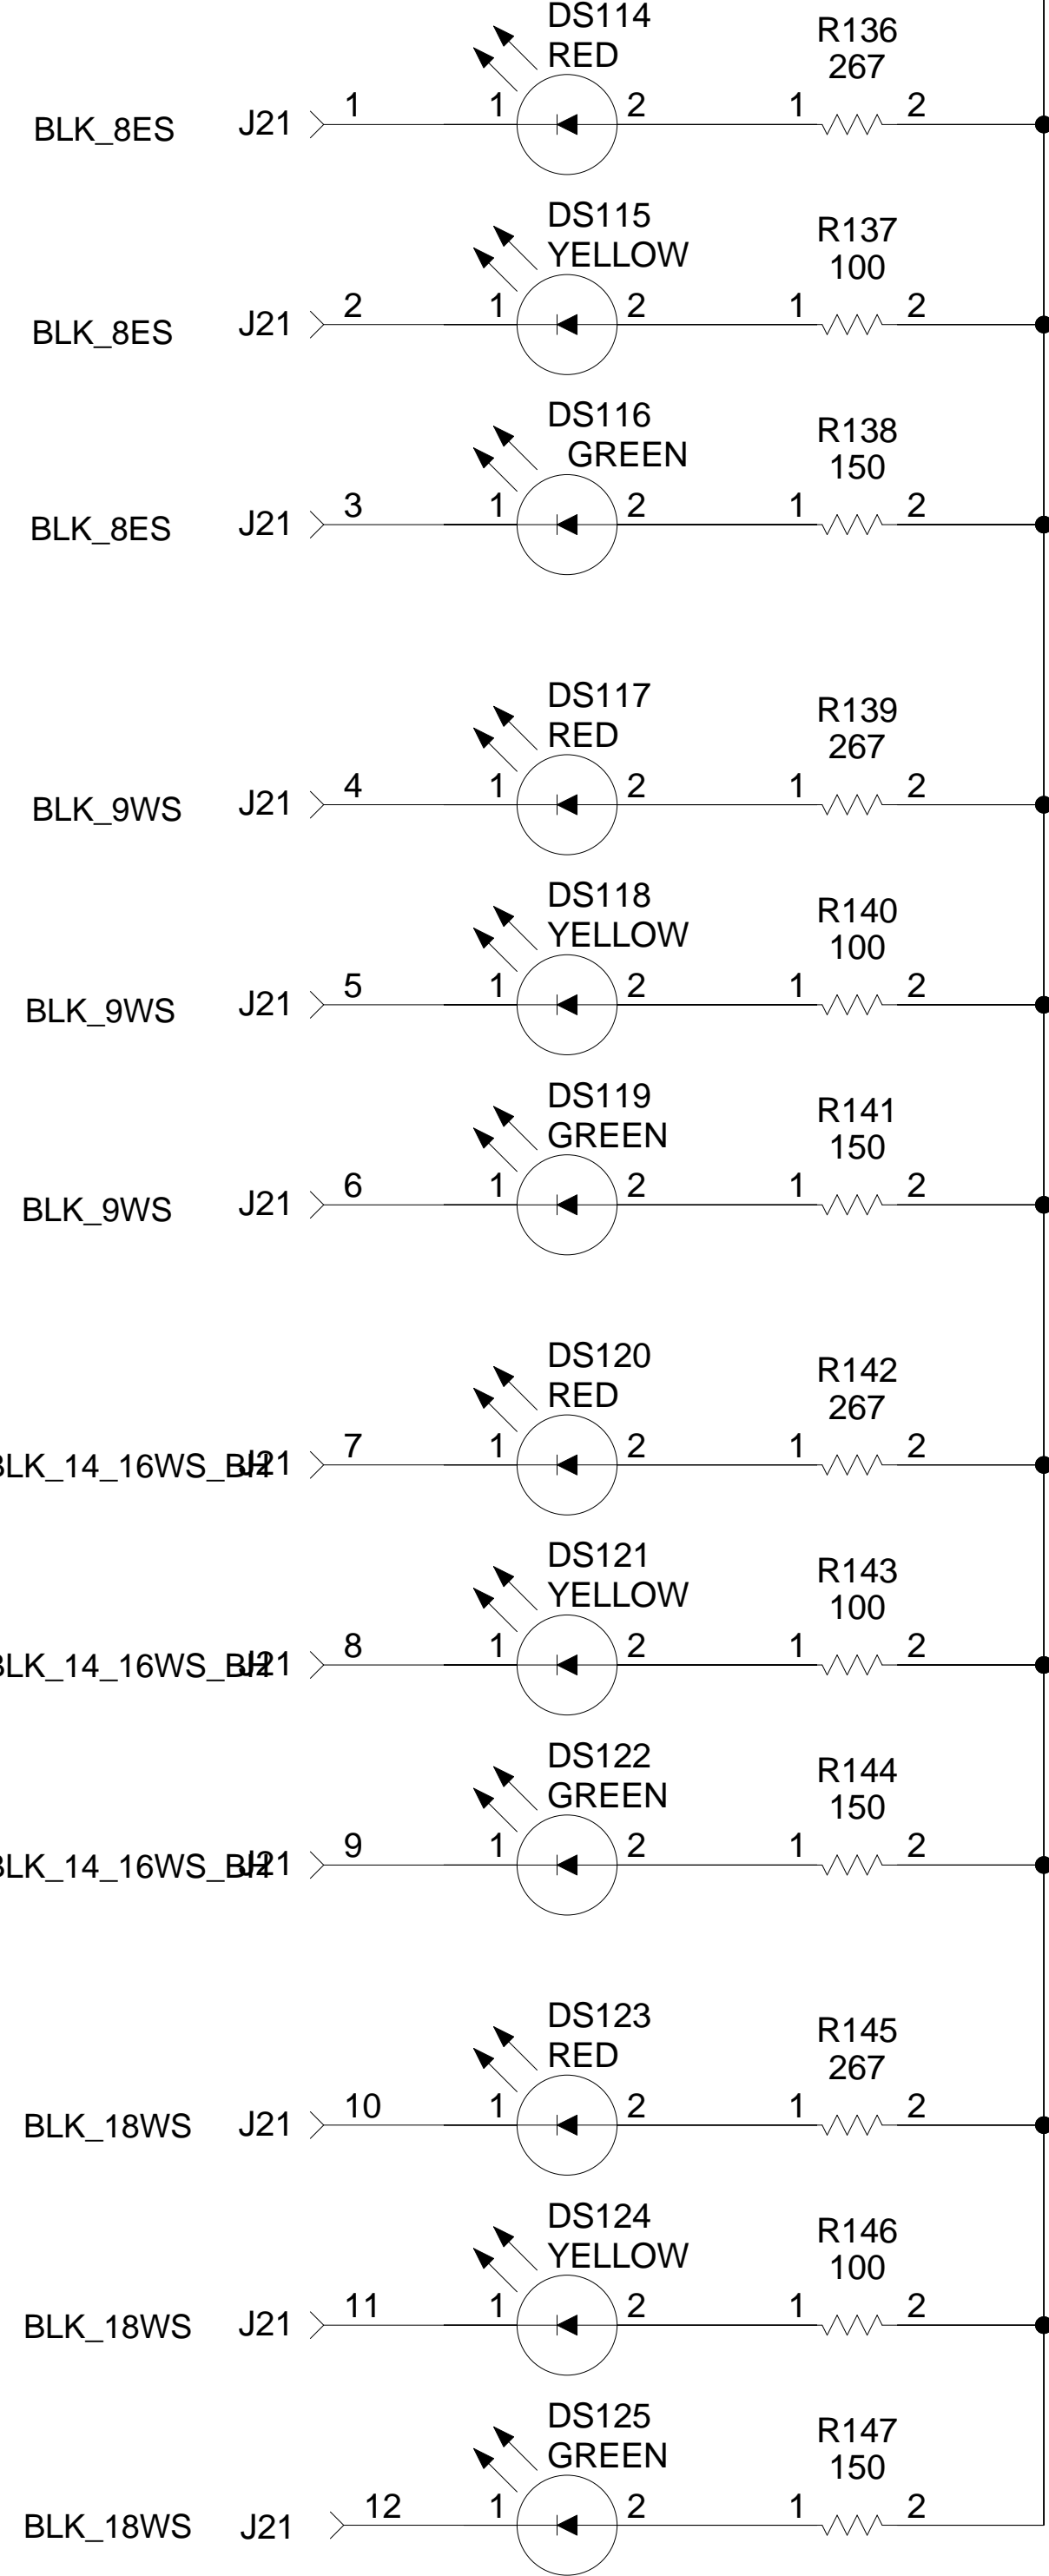 DS114
RED
R136
267
BLK_8ES J21 1 1 2 1 2
DS115
YELLOW
R137
100
BLK_8ES J21 2 1 2 1 2
DS116
GREEN
R138
150
BLK_8ES J21 3 1 2 1 2
DS117
RED
R139
267
BLK_9WS J21 4 1 2 1 2
DS118
YELLOW
R140
100
BLK_9WS J21 5 1 2 1 2
DS119
GREEN
R141
150
BLK_9WS J21 6 1 2 1 2
DS120
RED
R142
267
BLK_14_16WS_BH J21 7 1 2 1 2
DS121
YELLOW
R143
100
BLK_14_16WS_BH J21 8 1 2 1 2
DS122
GREEN
R144
150
BLK_14_16WS_BH J21 9 1 2 1 2
DS123
RED
R145
267
BLK_18WS J21 10 1 2 1 2
DS124
YELLOW
R146
100
BLK_18WS J21 11 1 2 1 2
DS125
GREEN
R147
150
BLK_18WS J21 12 1 2 1 2